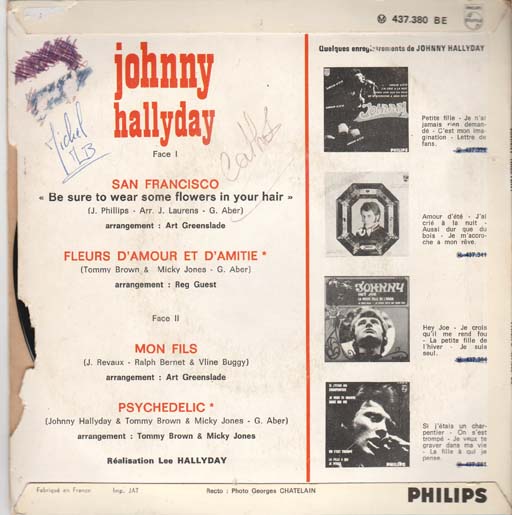 Ⓜ 437.380 BE
PHILIPS
johnny
hallyday
Michel
Face I
SAN FRANCISCO
« Be sure to wear some flowers in your hair »
(J. Phillips - Arr. J. Laurens - G. Aber)
arrangement : Art Greenslade
FLEURS D'AMOUR ET D'AMITIE *
(Tommy Brown & Micky Jones - G. Aber)
arrangement : Reg Guest
Face II
MON FILS
(J. Revaux - Ralph Bernet & Vline Buggy)
arrangement : Art Greenslade
PSYCHEDELIC *
(Johnny Hallyday & Tommy Brown & Micky Jones - G. Aber)
arrangement : Tommy Brown & Micky Jones
Réalisation Lee HALLYDAY
Quelques enregistrements de JOHNNY HALLYDAY
JOHNNY
PHILIPS
Petite fille - Je n'ai
jamais rien deman-
dé - C'est mon ima-
gination - Lettre de
fans.
Amour d'été - J'ai
crié à la nuit -
Aussi dur que du
bois - Je m'accro-
che a mon rêve.
JOHNNY
Hey Joe - Je crois
qu'il me rend fou
- La petite fille de
l'hiver - Je suis
seul.
PHILIPS
Si j'étais un char-
pentier - On s'est
trompé - Je veux te
graver dans ma vie
- La fille à qui je
pense.
Fabriqué en France
Imp. JAT
Recto : Photo Georges CHATELAIN
PHILIPS